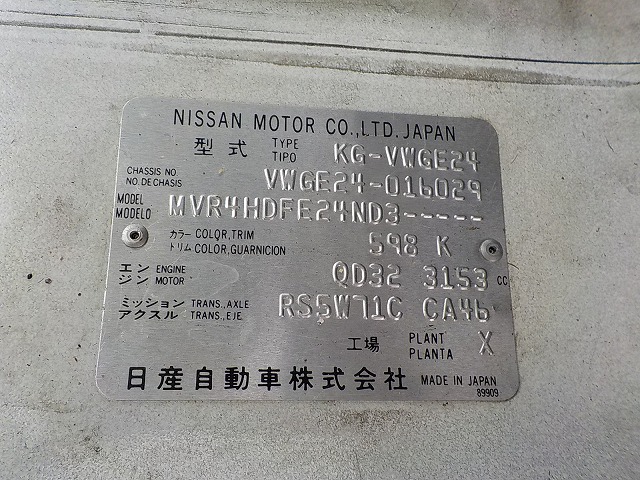 NISSAN MOTOR CO.,LTD.JAPAN
型式 TYPE TIPO KG-VWGE24
CHASSIS NO. NO.DE CHASIS VWGE24-016029
MODEL MODELO MVR4HDFE24ND3-----
カラー COLOR,TRIM トリム COLOR,GUARNICION 598 K
エンジン ENGINE MOTOR QD32 3153 CC
ミッション TRANS.,AXLE アクスル TRANS.,EJE RS5W71C CA46
工場 PLANT PLANTA X
日産自動車株式会社 MADE IN JAPAN
89909